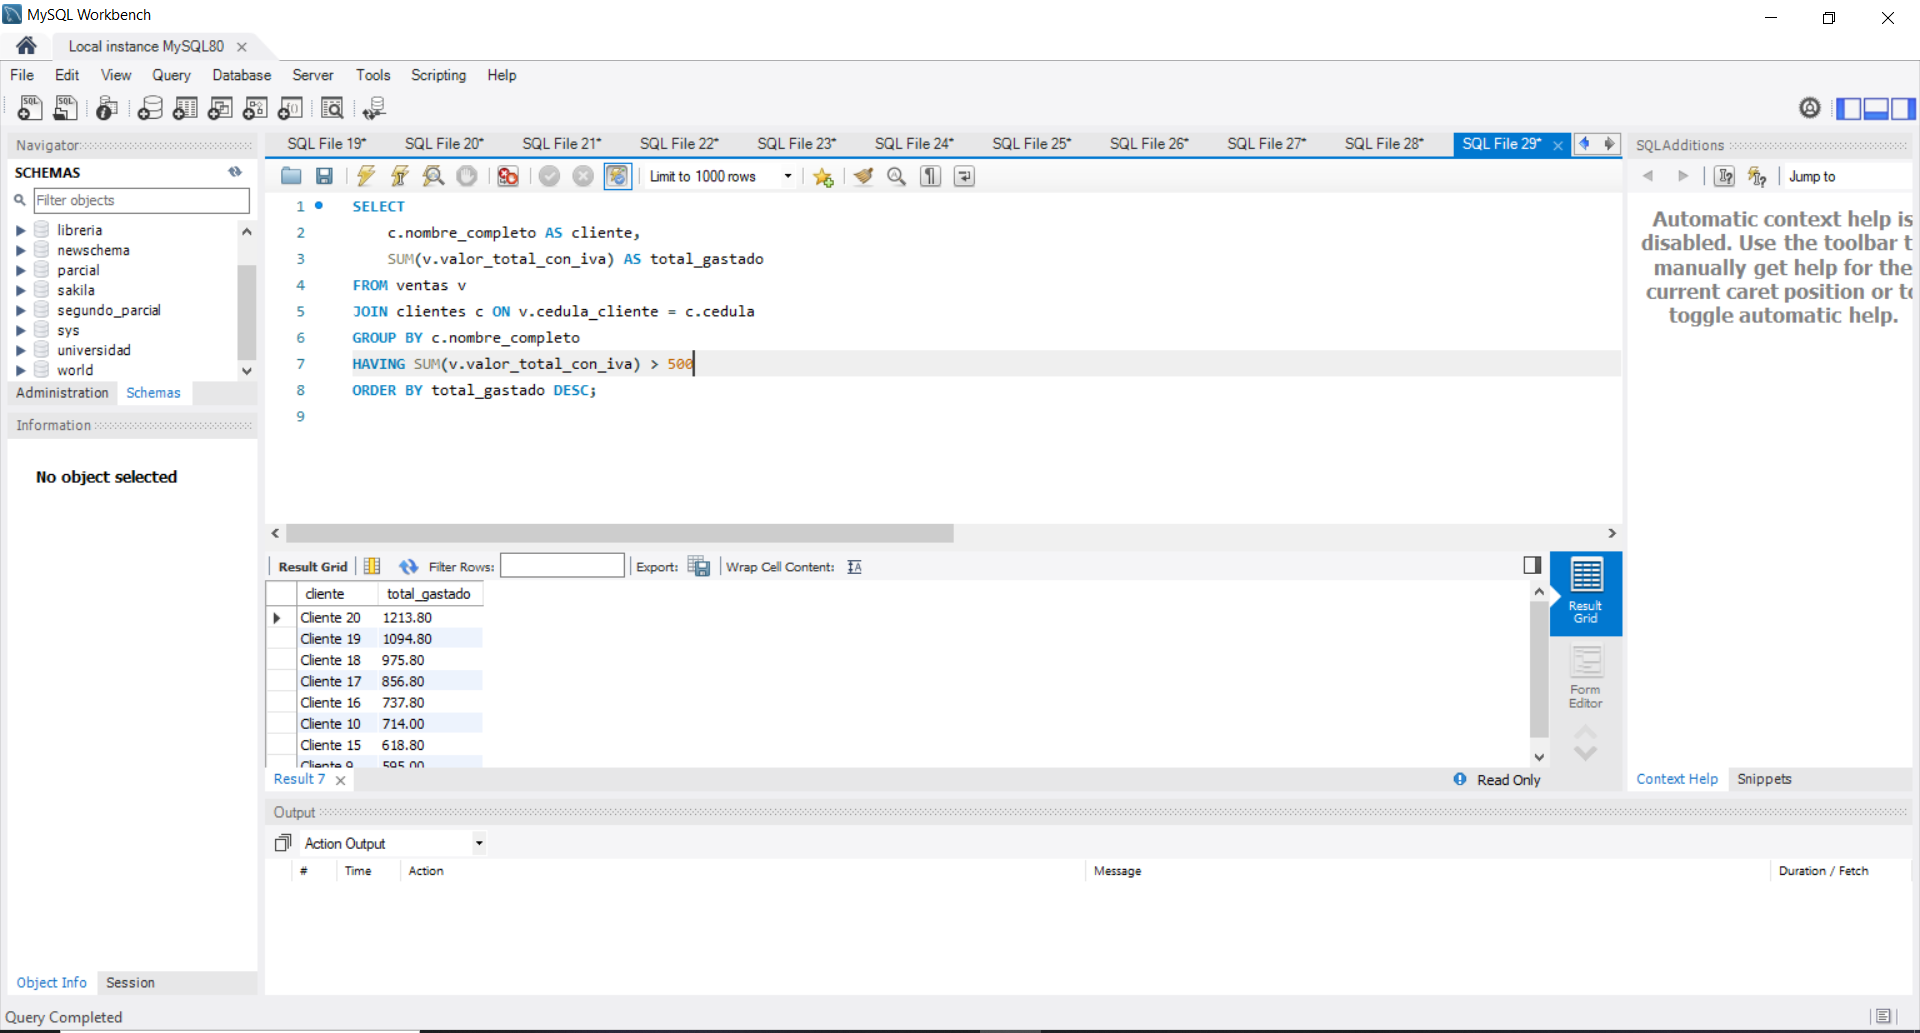 MySQL Workbench
Local instance MySQL80
File Edit View Query Database Server Tools Scripting Help
Navigator
SCHEMAS
Filter objects
libreria
newschema
parcial
sakila
segundo_parcial
sys
universidad
world
Administration Schemas
Information
No object selected
Object Info Session
Query Completed
SQL File 19* SQL File 20* SQL File 21* SQL File 22* SQL File 23* SQL File 24* SQL File 25* SQL File 26* SQL File 27* SQL File 28* SQL File 29*
Limit to 1000 rows
1 SELECT
2 c.nombre_completo AS cliente,
3 SUM(v.valor_total_con_iva) AS total_gastado
4 FROM ventas v
5 JOIN clientes c ON v.cedula_cliente = c.cedula
6 GROUP BY c.nombre_completo
7 HAVING SUM(v.valor_total_con_iva) > 500
8 ORDER BY total_gastado DESC;
9
Result Grid Filter Rows: Export: Wrap Cell Content:
cliente total_gastado
Cliente 20 1213.80
Cliente 19 1094.80
Cliente 18 975.80
Cliente 17 856.80
Cliente 16 737.80
Cliente 10 714.00
Cliente 15 618.80
Cliente 9 595.00
Result 7
Read Only
Result
Grid
Form
Editor
SQLAdditions
Jump to
Automatic context help is
disabled. Use the toolbar t
manually get help for the
current caret position or to
toggle automatic help.
Context Help Snippets
Output
Action Output
# Time Action Message Duration / Fetch